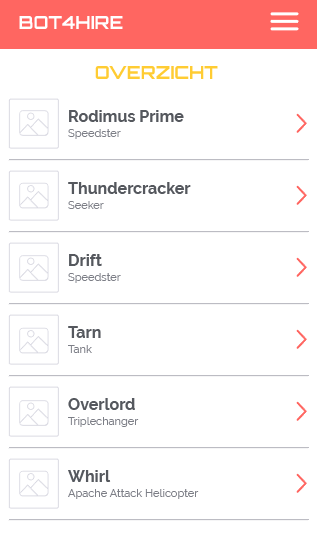 BOT4HIRE
OVERZICHT
Rodimus Prime
Speedster
Thundercracker
Seeker
Drift
Speedster
Tarn
Tank
Overlord
Triplechanger
Whirl
Apache Attack Helicopter